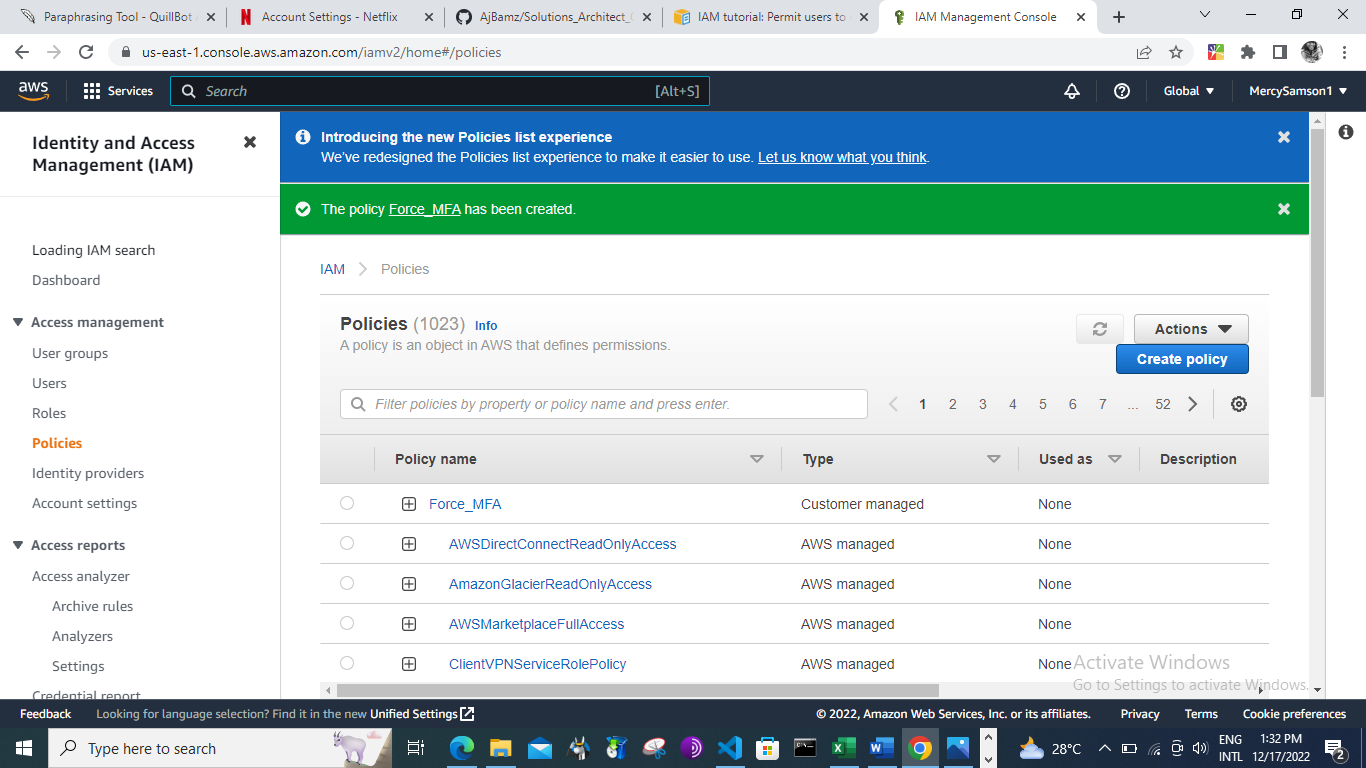 Paraphrasing Tool - QuillBot
Account Settings - Netflix
AjBamz/Solutions_Architect_
IAM tutorial: Permit users to
IAM Management Console
us-east-1.console.aws.amazon.com/iamv2/home#/policies
aws
Services
Search
[Alt+S]
Global
MercySamson1
Identity and Access
Management (IAM)
Loading IAM search
Dashboard
Access management
User groups
Users
Roles
Policies
Identity providers
Account settings
Access reports
Access analyzer
Archive rules
Analyzers
Settings
Credential report
Introducing the new Policies list experience
We've redesigned the Policies list experience to make it easier to use. Let us know what you think.
The policy Force_MFA has been created.
IAM > Policies
Policies (1023) Info
A policy is an object in AWS that defines permissions.
Actions
Create policy
Filter policies by property or policy name and press enter.
1 2 3 4 5 6 7 ... 52
Policy name Type Used as Description
Force_MFA Customer managed None
AWSDirectConnectReadOnlyAccess AWS managed None
AmazonGlacierReadOnlyAccess AWS managed None
AWSMarketplaceFullAccess AWS managed None
ClientVPNServiceRolePolicy AWS managed None
Activate Windows
Go to Settings to activate Windows.
Feedback
Looking for language selection? Find it in the new Unified Settings
© 2022, Amazon Web Services, Inc. or its affiliates.
Privacy
Terms
Cookie preferences
Type here to search
28°C
ENG
INTL
1:32 PM
12/17/2022
2